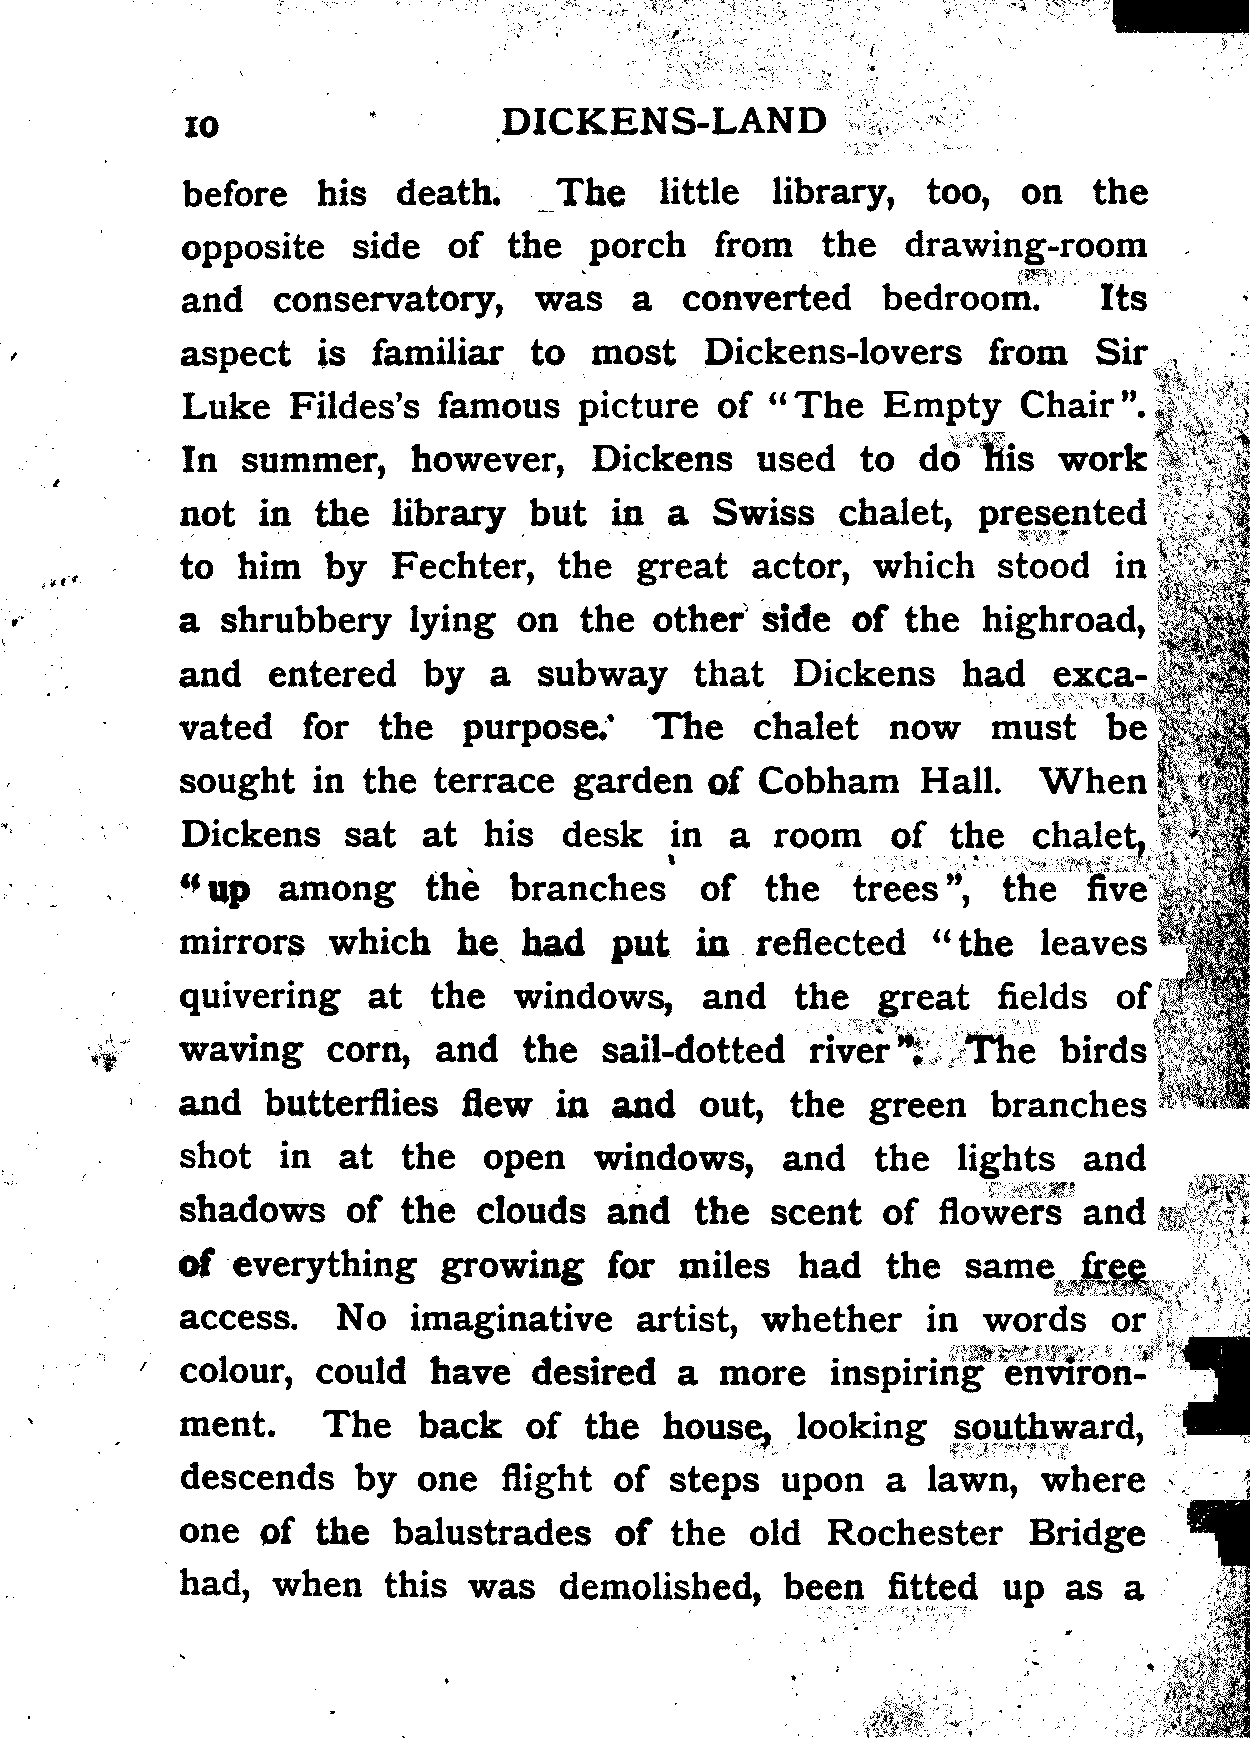 10 DICKENS-LAND
before his death. The little library, too, on the
opposite side of the porch from the drawing-room
and conservatory, was a converted bedroom. Its
aspect is familiar to most Dickens-lovers from Sir
Luke Fildes's famous picture of "The Empty Chair".
In summer, however, Dickens used to do his work
not in the library but in a Swiss chalet, presented
to him by Fechter, the great actor, which stood in
a shrubbery lying on the other side of the highroad,
and entered by a subway that Dickens had exca-
vated for the purpose. The chalet now must be
sought in the terrace garden of Cobham Hall. When
Dickens sat at his desk in a room of the chalet,
"up among the branches of the trees", the five
mirrors which he had put in reflected "the leaves
quivering at the windows, and the great fields of
waving corn, and the sail-dotted river". The birds
and butterflies flew in and out, the green branches
shot in at the open windows, and the lights and
shadows of the clouds and the scent of flowers and
of everything growing for miles had the same free
access. No imaginative artist, whether in words or
colour, could have desired a more inspiring environ-
ment. The back of the house, looking southward,
descends by one flight of steps upon a lawn, where
one of the balustrades of the old Rochester Bridge
had, when this was demolished, been fitted up as a